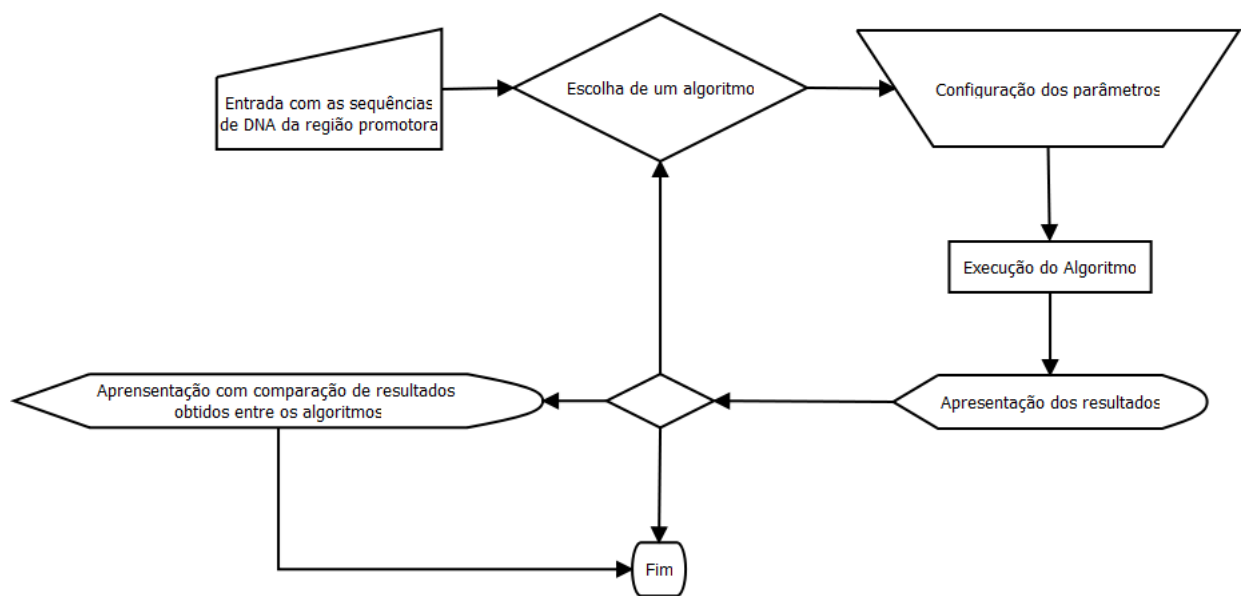 Entrada com as sequências
de DNA da região promotora
Escolha de um algoritmo
Configuração dos parâmetros
Execução do Algoritmo
Apresentação dos resultados
Aprensentação com comparação de resultados
obtidos entre os algoritmos
Fim